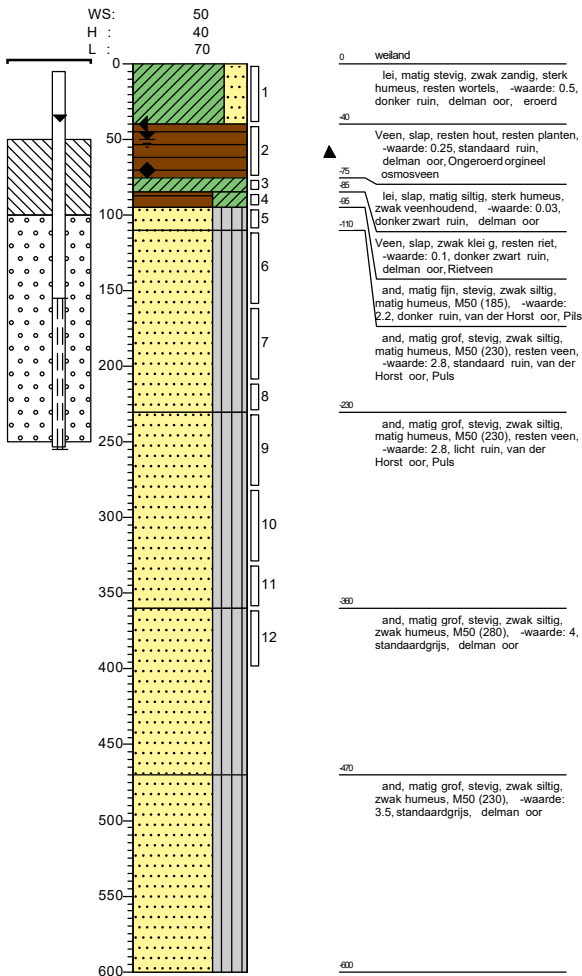 WS: 50
H : 40
L : 70
0
50
100
150
200
250
300
350
400
450
500
550
600
1
2
3
4
5
6
7
8
9
10
11
12
0 weiland
lei, matig stevig, zwak zandig, sterk
humeus, resten wortels, -waarde: 0.5,
donker ruin, delman oor, eroerd
-40
Veen, slap, resten hout, resten planten,
-waarde: 0.25, standaard ruin,
delman oor, Ongeroerd orgineel
osmosveen
-75
lei, slap, matig siltig, sterk humeus,
zwak veenhoudend, -waarde: 0.03,
donker zwart ruin, delman oor
-85
Veen, slap, zwak klei g, resten riet,
-waarde: 0.1, donker zwart ruin,
delman oor, Rietveen
-95
and, matig fijn, stevig, zwak siltig,
matig humeus, M50 (185), -waarde:
2.2, donker ruin, van der Horst oor, Pils
-110
and, matig grof, stevig, zwak siltig,
matig humeus, M50 (230), resten veen,
-waarde: 2.8, standaard ruin, van der
Horst oor, Puls
-230
and, matig grof, stevig, zwak siltig,
matig humeus, M50 (230), resten veen,
-waarde: 2.8, licht ruin, van der
Horst oor, Puls
-360
and, matig grof, stevig, zwak siltig,
zwak humeus, M50 (280), -waarde: 4,
standaardgrijs, delman oor
-470
and, matig grof, stevig, zwak siltig,
zwak humeus, M50 (230), -waarde:
3.5, standaardgrijs, delman oor
-600